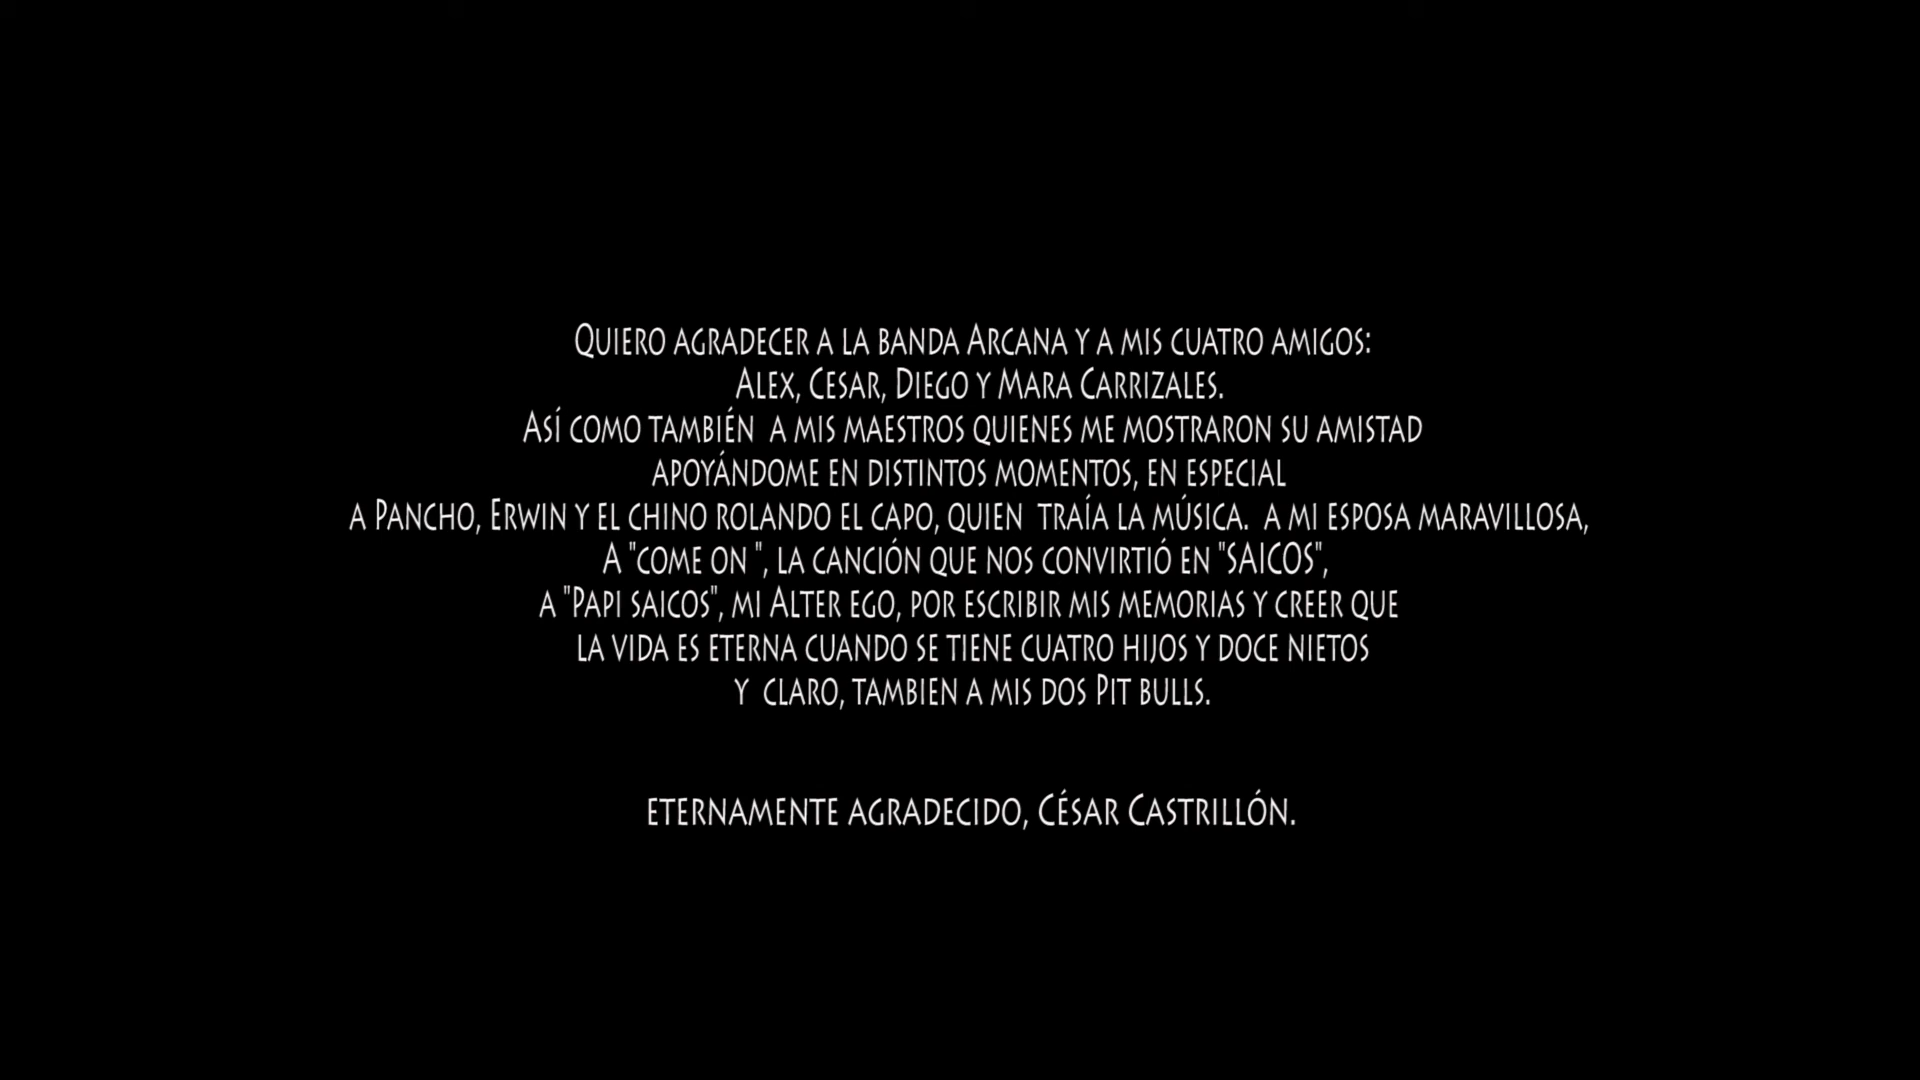 Quiero agradecer a la banda Arcana y a mis cuatro amigos:
Alex, Cesar, Diego y Mara Carrizales.
Así como también  a mis maestros quienes me mostraron su amistad
apoyándome en distintos momentos, en especial
a Pancho, Erwin y el chino rolando el capo, quien  traía la música.  a mi esposa maravillosa,
A "come on ", la canción que nos convirtió en "SAICOS",
a "Papi saicos", mi Alter ego, por escribir mis memorias y creer que
la vida es eterna cuando se tiene cuatro hijos y doce nietos
y  claro, tambien a mis dos Pit bulls.
eternamente agradecido, César Castrillón.